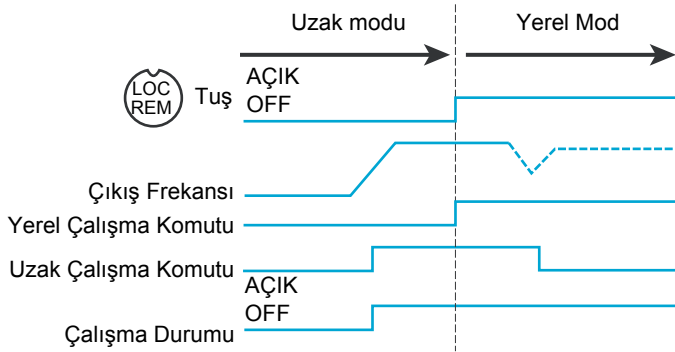 Uzak modu Yerel Mod
LOC
REM
Tuş
AÇIK
OFF
Çıkış Frekansı
Yerel Çalışma Komutu
Uzak Çalışma Komutu
AÇIK
OFF
Çalışma Durumu